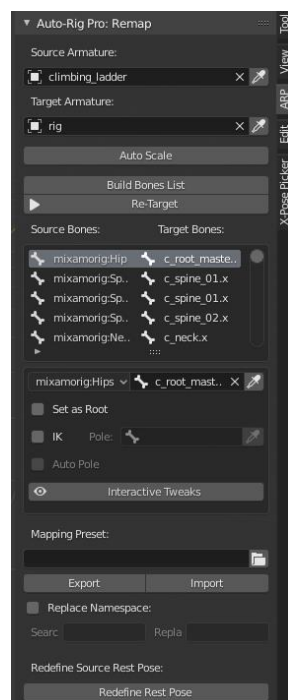 Auto-Rig Pro: Remap
Source Armature:
climbing_ladder
Target Armature:
rig
Auto Scale
Build Bones List
Re-Target
Source Bones: Target Bones:
mixamorig:Hip c_root_maste..
mixamorig:Sp.. c_spine_01.x
mixamorig:Sp.. c_spine_01.x
mixamorig:Sp.. c_spine_02.x
mixamorig:Ne.. c_neck.x
mixamorig:Hips c_root_mast..
Set as Root
IK Pole:
Auto Pole
Interactive Tweaks
Mapping Preset:
Export Import
Replace Namespace:
Searc Repla
Redefine Source Rest Pose:
Redefine Rest Pose
Tool
View
ARP
Edit
X-Pose Picker